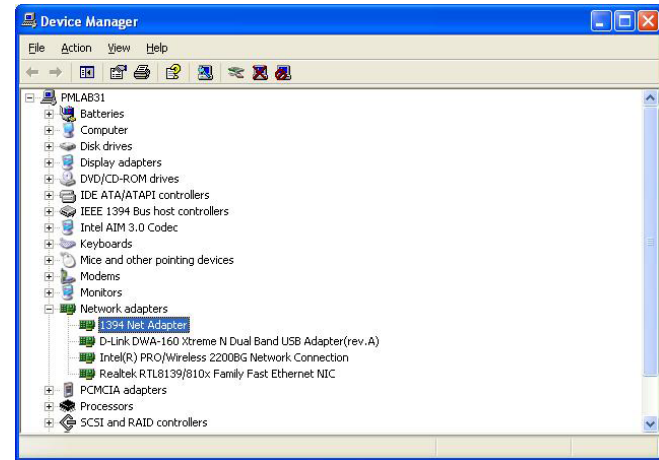 Device Manager
File Action View Help
PMLAB31
Batteries
Computer
Disk drives
Display adapters
DVD/CD-ROM drives
IDE ATA/ATAPI controllers
IEEE 1394 Bus host controllers
Intel AIM 3.0 Codec
Keyboards
Mice and other pointing devices
Modems
Monitors
Network adapters
1394 Net Adapter
D-Link DWA-160 Xtreme N Dual Band USB Adapter(rev.A)
Intel(R) PRO/Wireless 2200BG Network Connection
Realtek RTL8139/810x Family Fast Ethernet NIC
PCMCIA adapters
Processors
SCSI and RAID controllers